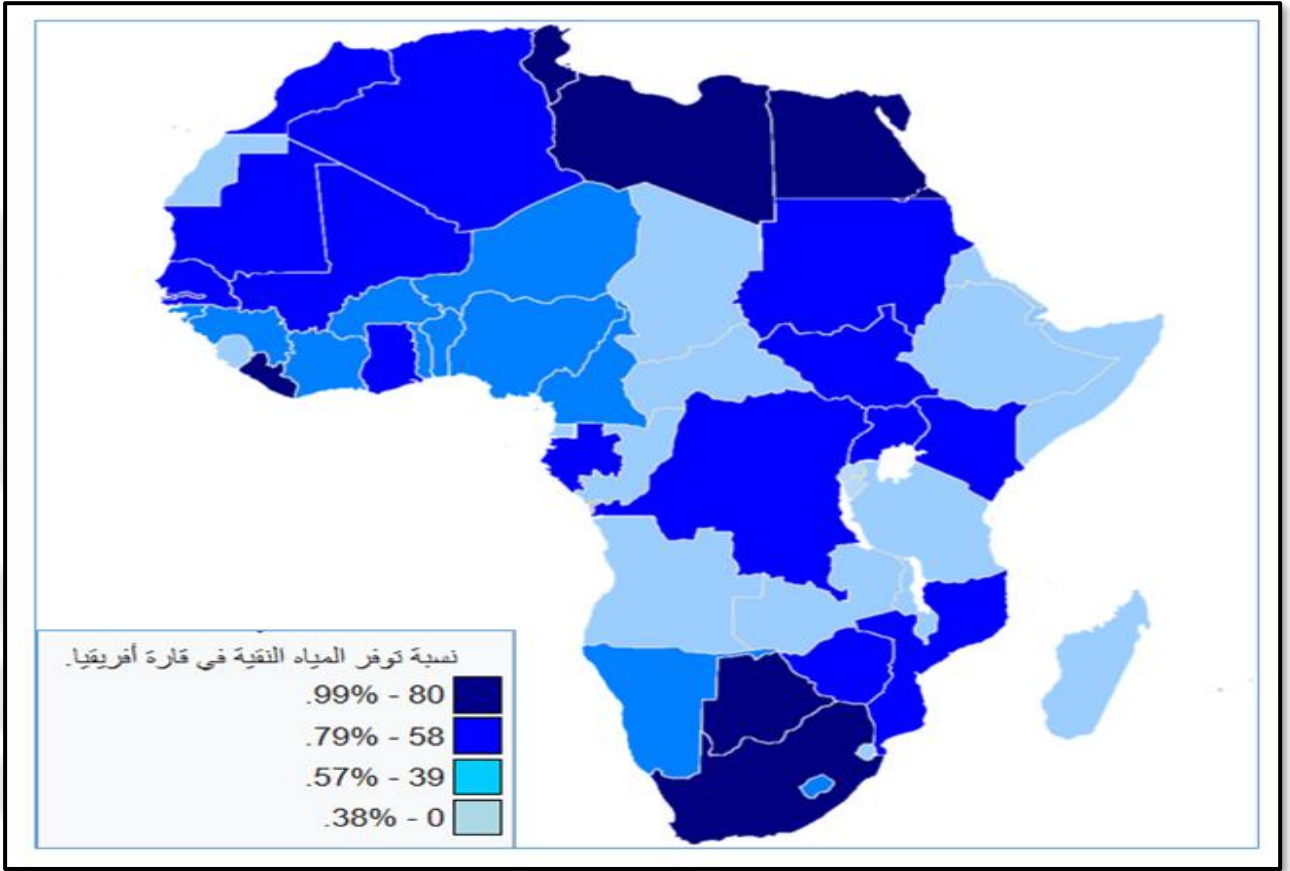 نسبة توفر المياه النقية في قارة أفريقيا.
80 - 99%.
58 - 79%.
39 - 57%.
0 - 38%.